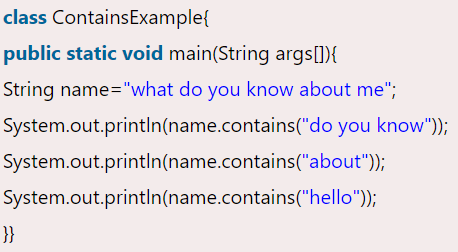 class ContainsExample{
public static void main(String args[]){
String name="what do you know about me";
System.out.println(name.contains("do you know"));
System.out.println(name.contains("about"));
System.out.println(name.contains("hello"));
}}